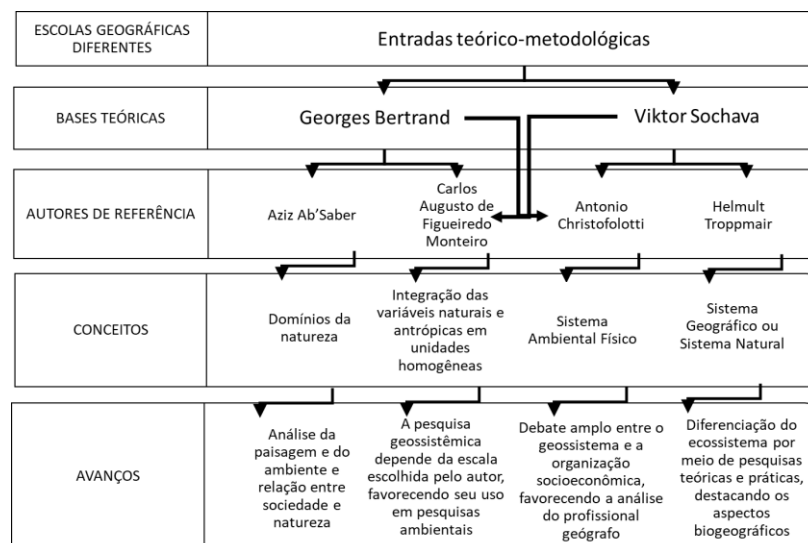 ESCOLAS GEOGRÁFICAS
DIFERENTES
Entradas teórico-metodológicas
BASES TEÓRICAS
Georges Bertrand
Viktor Sochava
AUTORES DE REFERÊNCIA
Aziz Ab’Saber
Carlos
Augusto de
Figueiredo
Monteiro
Antonio
Christofolotti
Helmult
Troppmair
CONCEITOS
Domínios da
natureza
Integração das
variáveis naturais e
antrópicas em
unidades
homogêneas
Sistema
Ambiental Físico
Sistema
Geográfico ou
Sistema Natural
AVANÇOS
Análise da
paisagem e do
ambiente e
relação entre
sociedade e
natureza
A pesquisa
geossistêmica
depende da escala
escolhida pelo autor,
favorecendo seu uso
em pesquisas
ambientais
Debate amplo entre o
geossistema e a
organização
socioeconômica,
favorecendo a análise
do profissional
geógrafo
Diferenciação do
ecossistema por
meio de pesquisas
teóricas e práticas,
destacando os
aspectos
biogeográficos